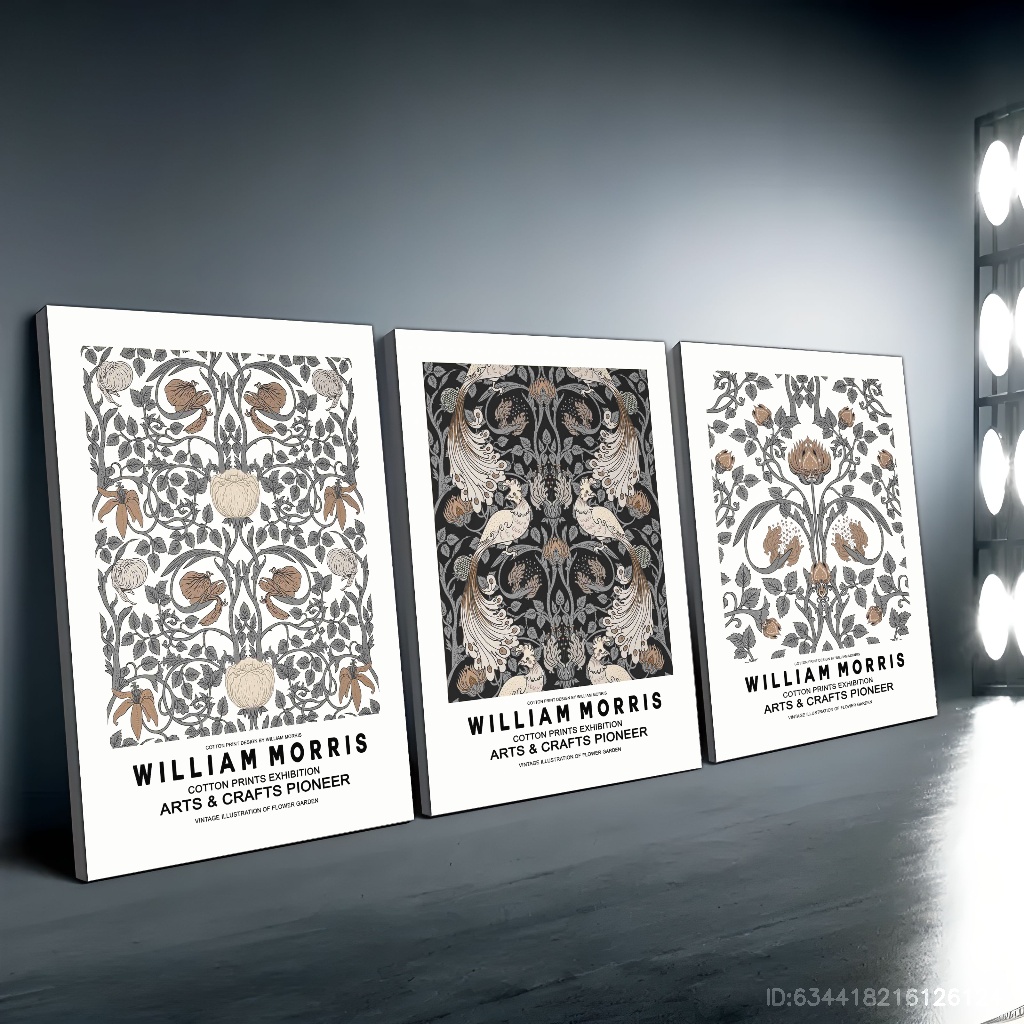 COTTON PRINT DESIGN BY WILLIAM MORRIS
WILLIAM MORRIS
COTTON PRINTS EXHIBITION
ARTS & CRAFTS PIONEER
VINTAGE ILLUSTRATION OF FLOWER GARDEN
COTTON PRINT DESIGN BY WILLIAM MORRIS
WILLIAM MORRIS
COTTON PRINTS EXHIBITION
ARTS & CRAFTS PIONEER
VINTAGE ILLUSTRATION OF FLOWER GARDEN
COTTON PRINT DESIGN BY WILLIAM MORRIS
WILLIAM MORRIS
COTTON PRINTS EXHIBITION
ARTS & CRAFTS PIONEER
VINTAGE ILLUSTRATION OF FLOWER GARDEN